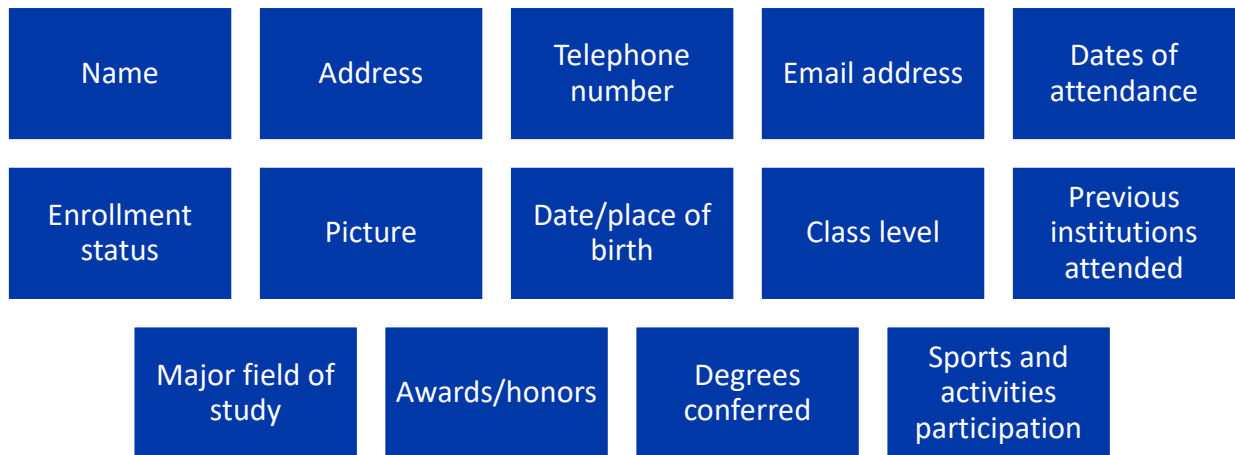 Name
Address
Telephone
number
Email address
Dates of
attendance
Enrollment
status
Picture
Date/place of
birth
Class level
Previous
institutions
attended
Major field of
study
Awards/honors
Degrees
conferred
Sports and
activities
participation